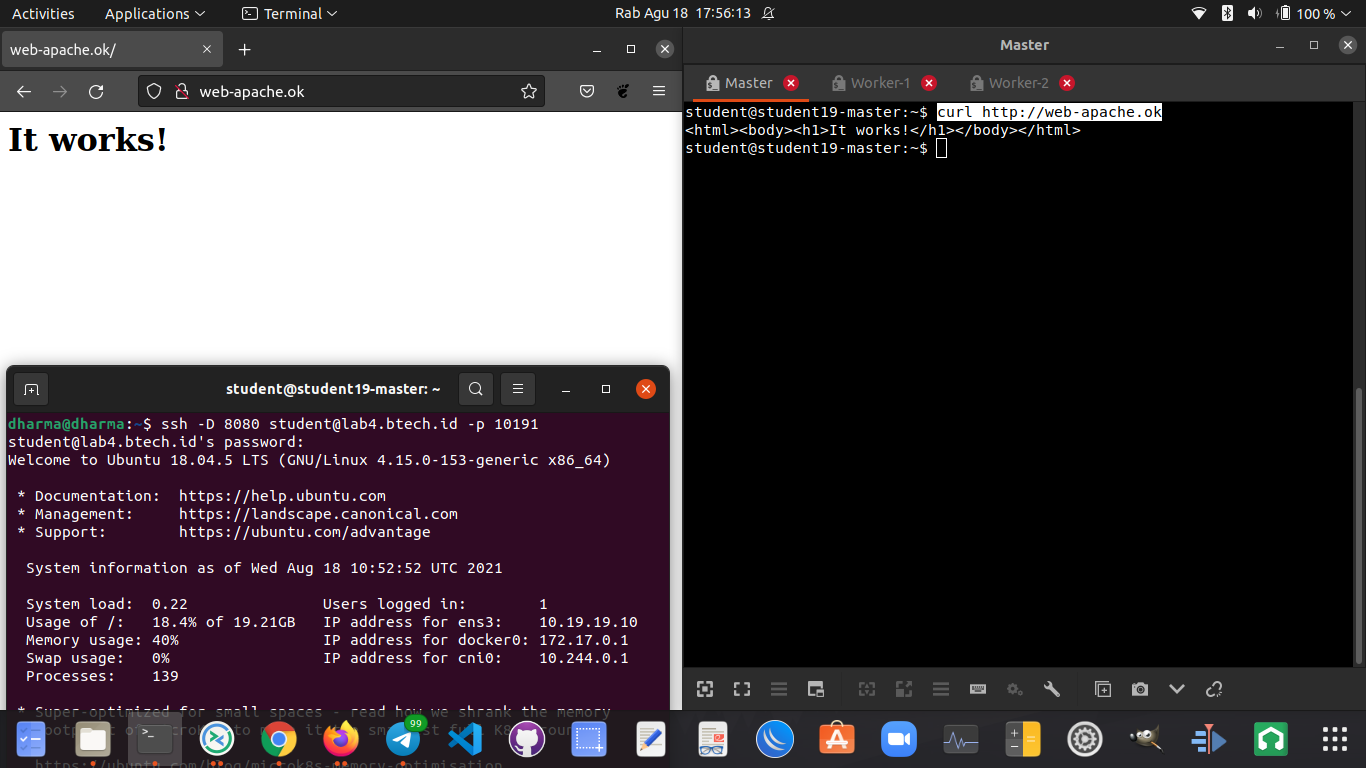 Activities Applications Terminal Rab Agu 18 17:56:13 100 %
web-apache.ok/
web-apache.ok
It works!
Master
Master Worker-1 Worker-2
student@student19-master:~$ curl http://web-apache.ok
<html><body><h1>It works!</h1></body></html>
student@student19-master:~$
student@student19-master: ~
dharma@dharma:~$ ssh -D 8080 student@lab4.btech.id -p 10191
student@lab4.btech.id's password:
Welcome to Ubuntu 18.04.5 LTS (GNU/Linux 4.15.0-153-generic x86_64)
* Documentation: https://help.ubuntu.com
* Management: https://landscape.canonical.com
* Support: https://ubuntu.com/advantage
System information as of Wed Aug 18 10:52:52 UTC 2021
System load: 0.22 Users logged in: 1
Usage of /: 18.4% of 19.21GB IP address for ens3: 10.19.19.10
Memory usage: 40% IP address for docker0: 172.17.0.1
Swap usage: 0% IP address for cni0: 10.244.0.1
Processes: 139
* Super-optimized for small spaces - read how we shrank the memory
https://ubuntu.com/blog/microk8s-memory-optimisation
99